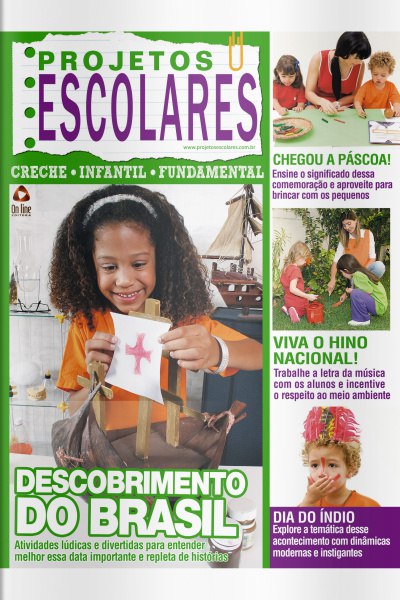 PROJETOS
ESCOLARES
www.projetosescolares.com.br
CRECHE • INFANTIL • FUNDAMENTAL
On line
EDITORA
DESCOBRIMENTO
DO BRASIL
Atividades lúdicas e divertidas para entender
melhor essa data importante e repleta de histórias
CHEGOU A PÁSCOA!
Ensine o significado dessa
comemoração e aproveite para
brincar com os pequenos
VIVA O HINO
NACIONAL!
Trabalhe a letra da música
com os alunos e incentive
o respeito ao meio ambiente
DIA DO ÍNDIO
Explore a temática desse
acontecimento com dinâmicas
modernas e instigantes